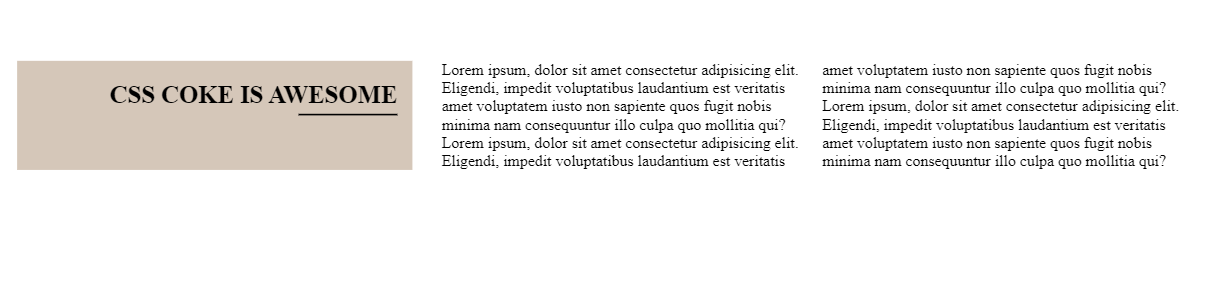 CSS COKE IS AWESOME
Lorem ipsum, dolor sit amet consectetur adipisicing elit.
Eligendi, impedit voluptatibus laudantium est veritatis
amet voluptatem iusto non sapiente quos fugit nobis
minima nam consequuntur illo culpa quo mollitia qui?
Lorem ipsum, dolor sit amet consectetur adipisicing elit.
Eligendi, impedit voluptatibus laudantium est veritatis
amet voluptatem iusto non sapiente quos fugit nobis
minima nam consequuntur illo culpa quo mollitia qui?
Lorem ipsum, dolor sit amet consectetur adipisicing elit.
Eligendi, impedit voluptatibus laudantium est veritatis
amet voluptatem iusto non sapiente quos fugit nobis
minima nam consequuntur illo culpa quo mollitia qui?